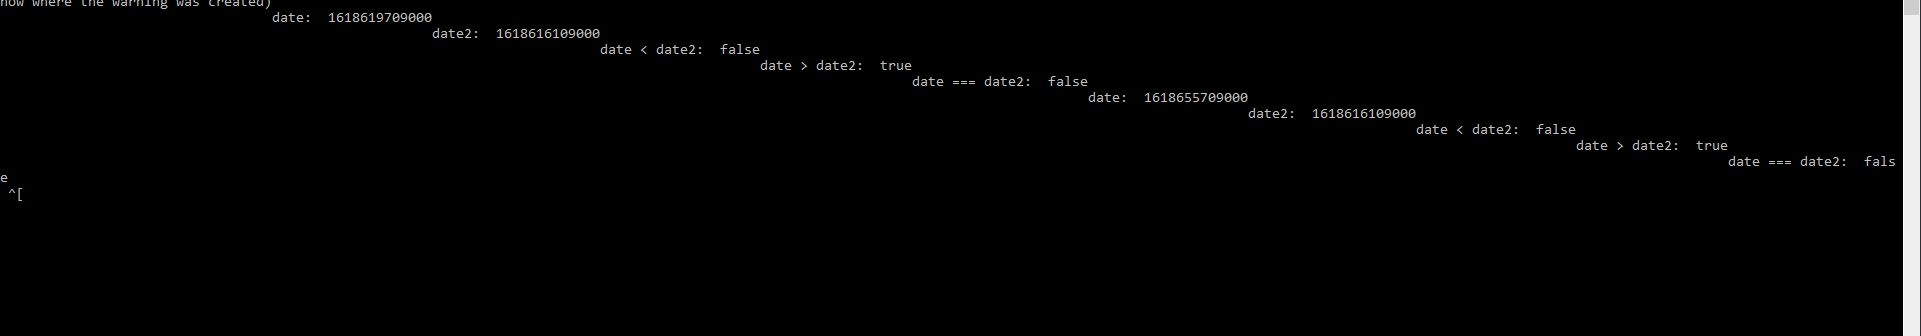 now where the warning was created)
date:  1618619709000
date2:  1618616109000
date < date2:  false
date > date2:  true
date === date2:  false
date:  1618655709000
date2:  1618616109000
date < date2:  false
date > date2:  true
date === date2:  fals
e
^[